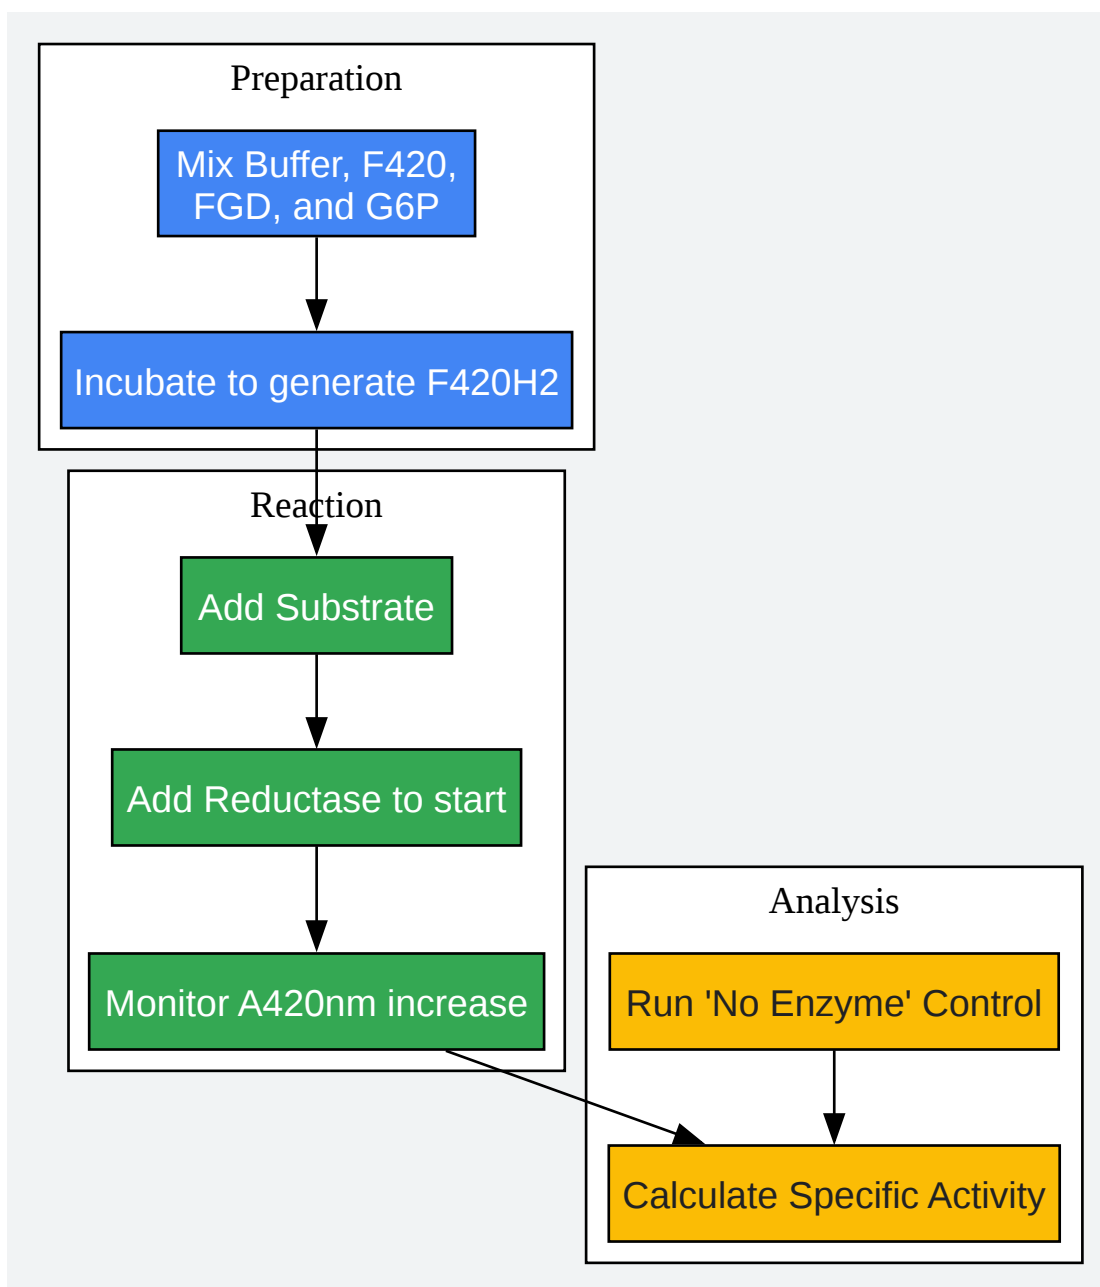 Preparation
Mix Buffer, F420,
FGD, and G6P
Incubate to generate F420H2
Reaction
Add Substrate
Add Reductase to start
Monitor A420nm increase
Analysis
Run 'No Enzyme' Control
Calculate Specific Activity